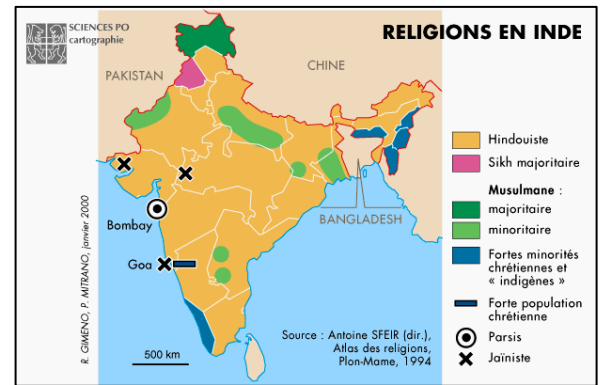 SCIENCES PO
cartographie
RELIGIONS EN INDE
PAKISTAN
CHINE
BANGLADESH
Bombay
Goa
500 km
Hindouiste
Sikh majoritaire
Musulmane :
majoritaire
minoritaire
Fortes minorités
chrétiennes et
« indigènes »
Forte population
chrétienne
Parsis
Jaïniste
Source : Antoine SFEIR (dir.),
Atlas des religions,
Plon-Mame, 1994
R. GIMENO, P. MITRANO, janvier 2000